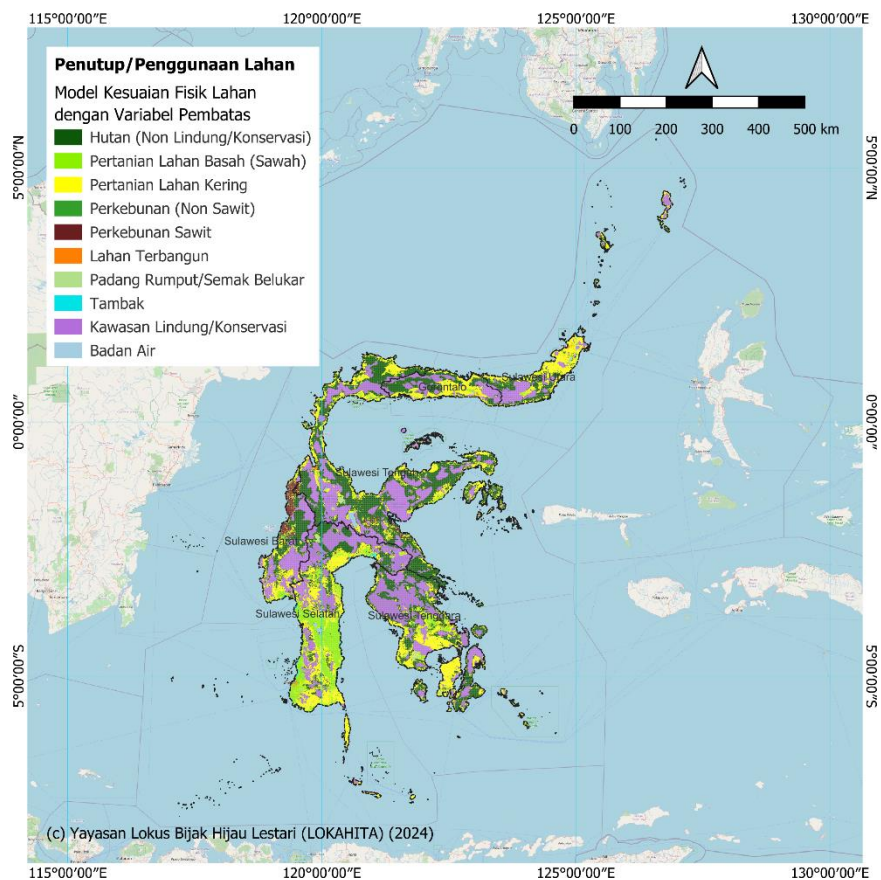 115°00'00"E 120°00'00"E 125°00'00"E 130°00'00"E
Penutup/Penggunaan Lahan
Model Kesuaian Fisik Lahan
dengan Variabel Pembatas
Hutan (Non Lindung/Konservasi)
Pertanian Lahan Basah (Sawah)
Pertanian Lahan Kering
Perkebunan (Non Sawit)
Perkebunan Sawit
Lahan Terbangun
Padang Rumput/Semak Belukar
Tambak
Kawasan Lindung/Konservasi
Badan Air
0 100 200 300 400 500 km
5°00'00"N 5°00'00"N
Sulawesi Utara
Gorontalo
0°00'00" 0°00'00"
Sulawesi Tengah
Sulawesi Barat
Sulawesi Selatan
Sulawesi Tenggara
5°00'00"S 5°00'00"S
(c) Yayasan Lokus Bijak Hijau Lestari (LOKAHITA) (2024)
115°00'00"E 120°00'00"E 125°00'00"E 130°00'00"E